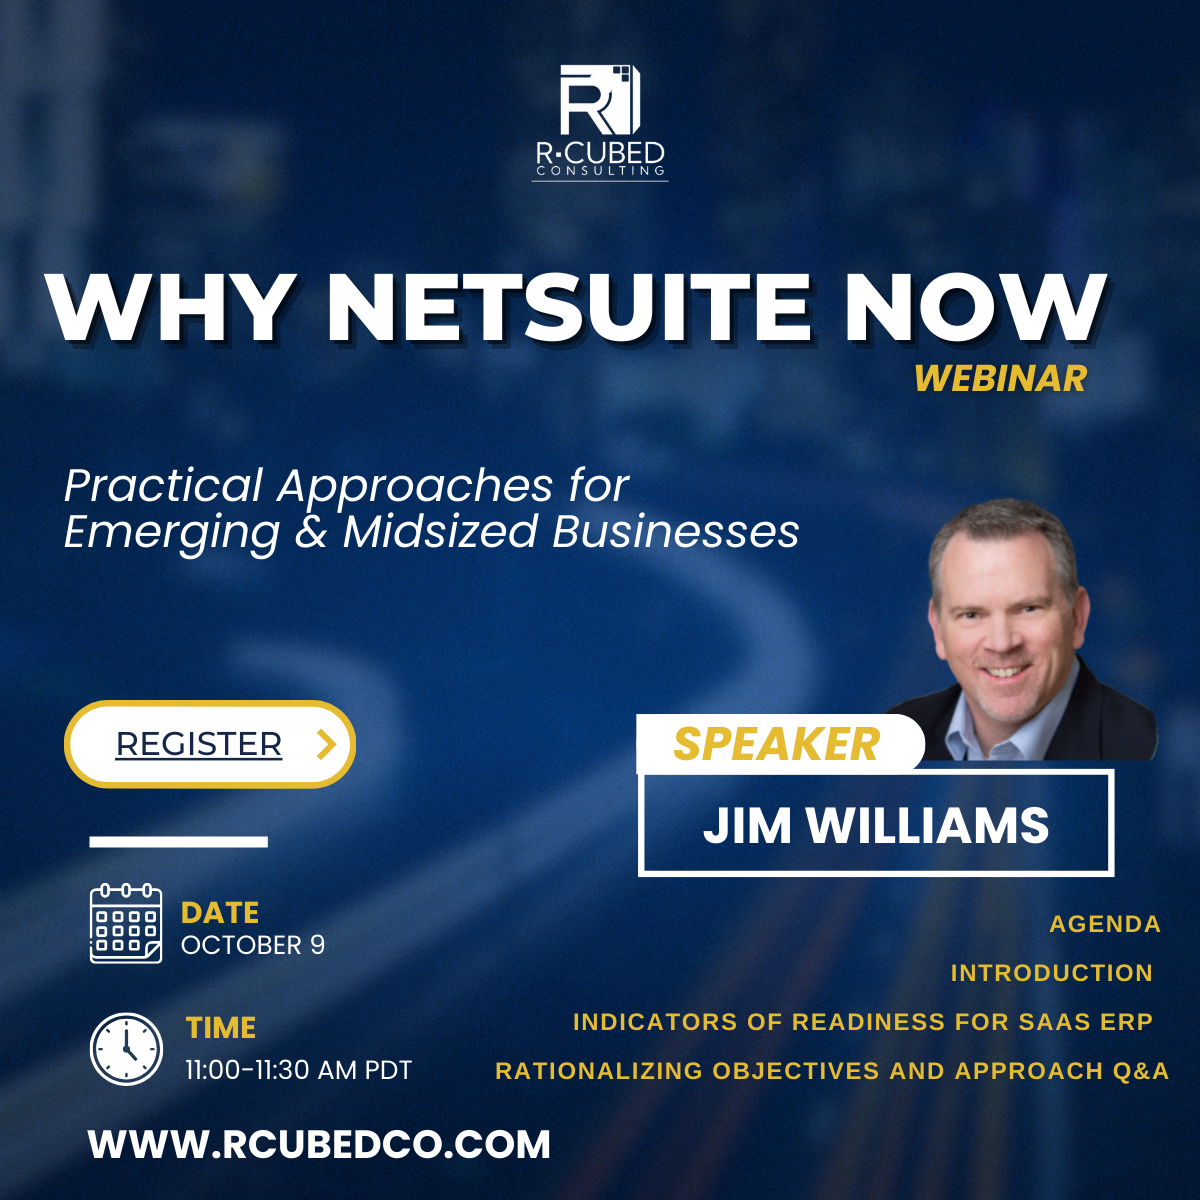 R
R·CUBED
CONSULTING
WHY NETSUITE NOW
WEBINAR
Practical Approaches for
Emerging & Midsized Businesses
REGISTER
SPEAKER
JIM WILLIAMS
DATE
OCTOBER 9
TIME
11:00-11:30 AM PDT
AGENDA
INTRODUCTION
INDICATORS OF READINESS FOR SAAS ERP
RATIONALIZING OBJECTIVES AND APPROACH Q&A
WWW.RCUBEDCO.COM